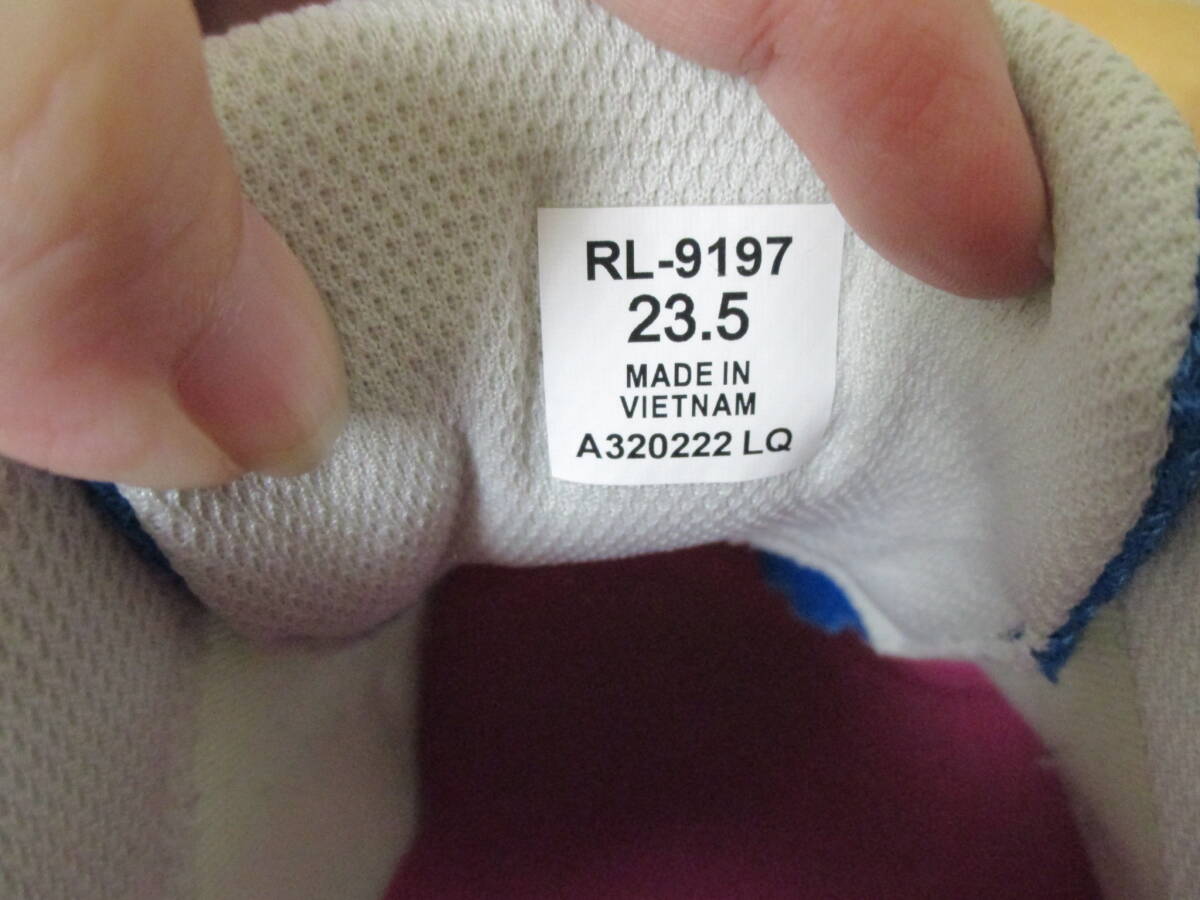 RL-9197
23.5
MADE IN
VIETNAM
A320222 LQ